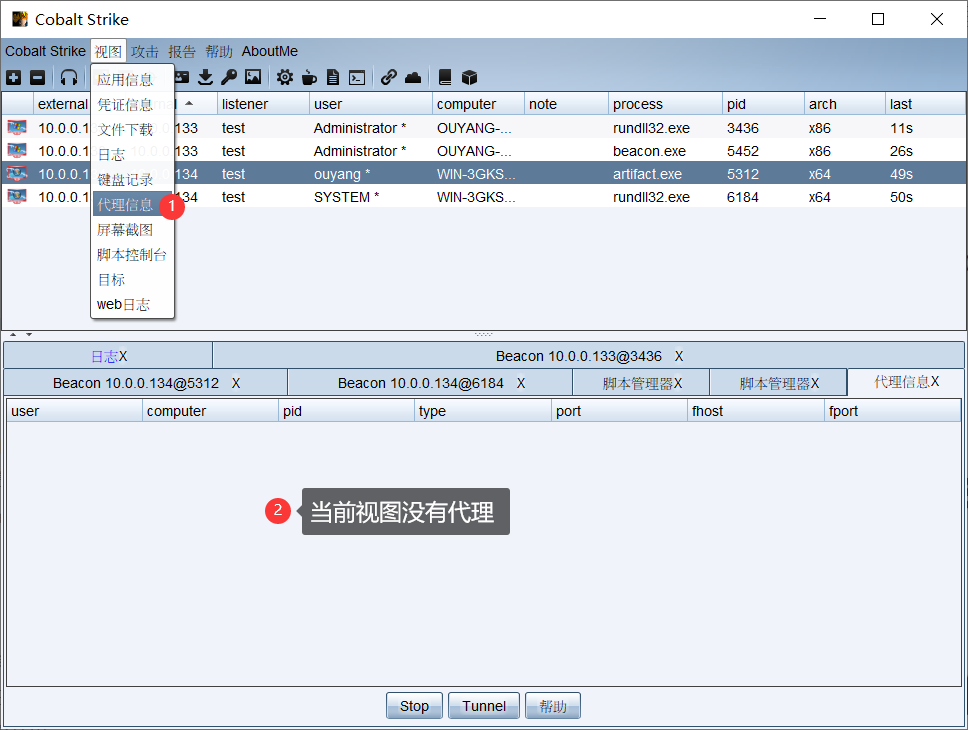 Cobalt Strike
Cobalt Strike 视图 攻击 报告 帮助 AboutMe
应用信息
凭证信息
文件下载
日志
键盘记录
代理信息 1
屏幕截图
脚本控制台
目标
web日志
external listener user computer note process pid arch last
10.0.0.1 133 test Administrator * OUYANG-... rundll32.exe 3436 x86 11s
10.0.0.1 133 test Administrator * OUYANG-... beacon.exe 5452 x86 26s
10.0.0.1 134 test ouyang * WIN-3GKS... artifact.exe 5312 x64 49s
10.0.0.1 34 test SYSTEM * WIN-3GKS... rundll32.exe 6184 x64 50s
日志X Beacon 10.0.0.133@3436 X
Beacon 10.0.0.134@5312 X Beacon 10.0.0.134@6184 X 脚本管理器X 脚本管理器X 代理信息X
user computer pid type port fhost fport
2 当前视图没有代理
Stop Tunnel 帮助